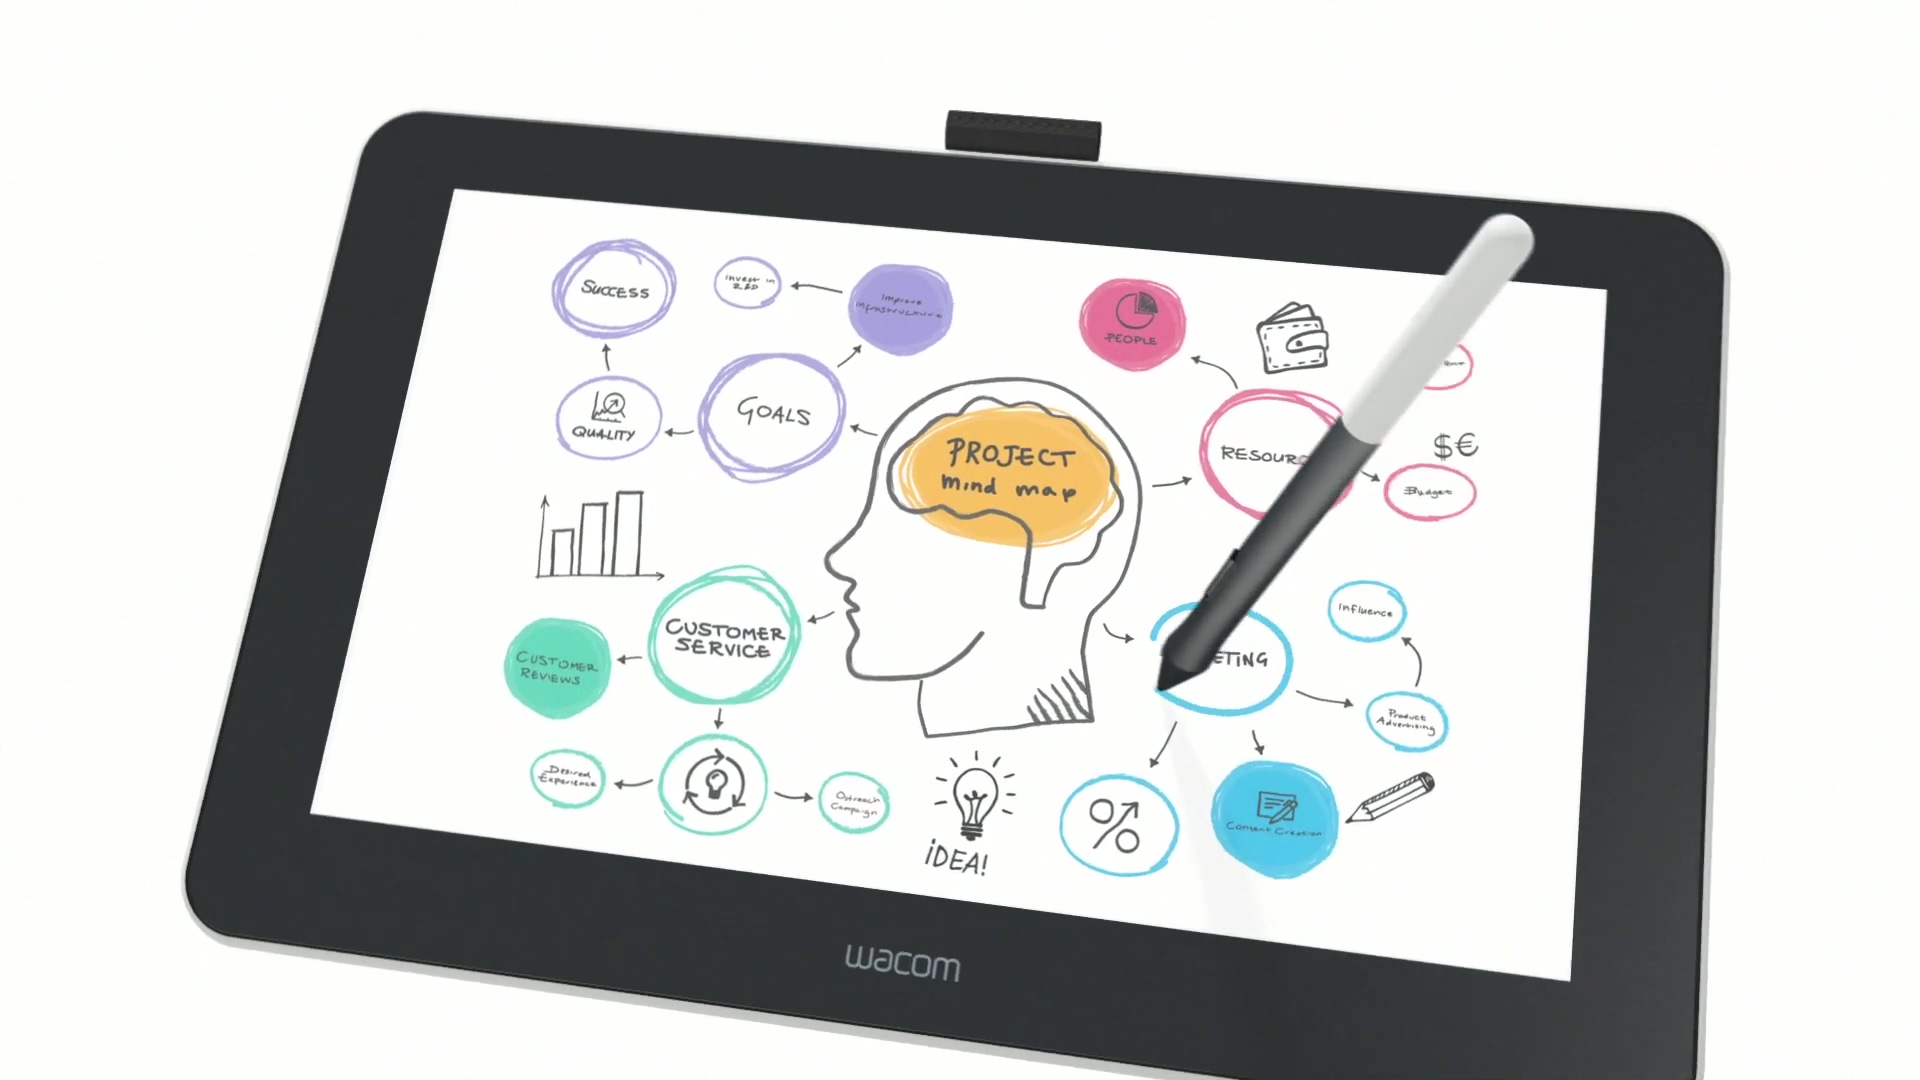 SUCCESS
Invest in
R&D
Improve
infrastructure
QUALITY
GOALS
PROJECT
mind map
PEOPLE
RESOUR
$€
Budget
CUSTOMER
SERVICE
CUSTOMER
REVIEWS
Desired
Experience
Outreach
Campaign
iDEA!
ETING
Influence
Product
Advertising
%
Content Creation
wacom